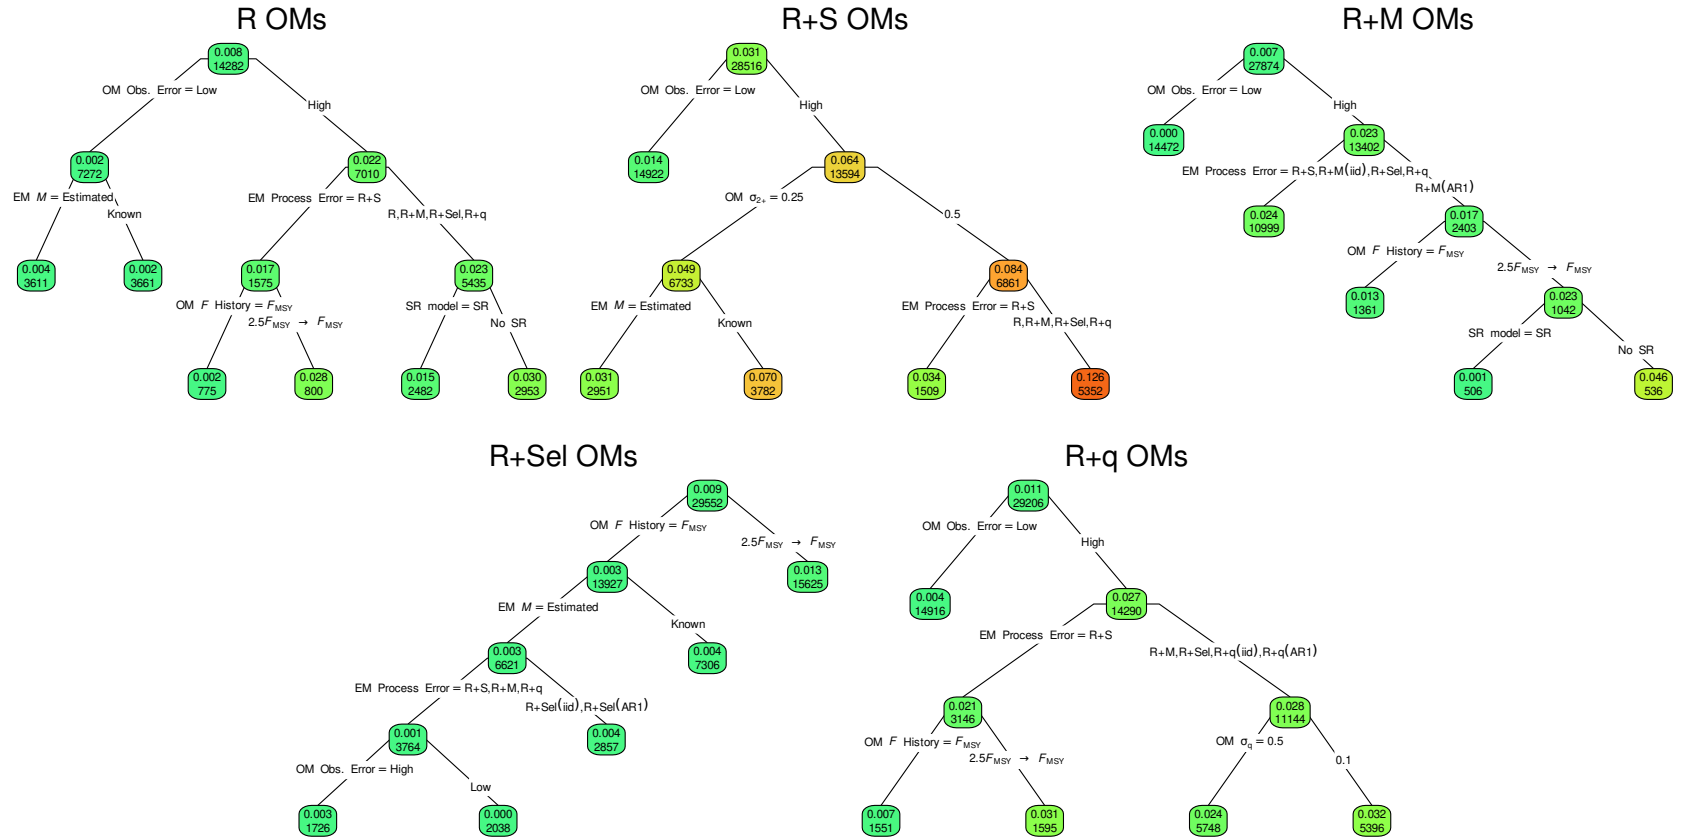 R OMs
0.008
14282
OM Obs. Error = Low
High
0.002
7272
0.022
7010
EM M = Estimated
Known
EM Process Error = R+S
R,R+M,R+Sel,R+q
0.004
3611
0.002
3661
0.017
1575
0.023
5435
OM F History = FMSY
2.5FMSY → FMSY
SR model = SR
No SR
0.002
775
0.028
800
0.015
2482
0.030
2953
R+S OMs
0.031
28516
OM Obs. Error = Low
High
0.014
14922
0.064
13594
OM σ2+ = 0.25
0.5
0.049
6733
0.084
6861
EM M = Estimated
Known
EM Process Error = R+S
R,R+M,R+Sel,R+q
0.031
2951
0.070
3782
0.034
1509
0.126
5352
R+M OMs
0.007
27874
OM Obs. Error = Low
High
0.000
14472
0.023
13402
EM Process Error = R+S,R+M(iid),R+Sel,R+q
R+M(AR1)
0.024
10999
0.017
2403
OM F History = FMSY
2.5FMSY → FMSY
0.013
1361
0.023
1042
SR model = SR
No SR
0.001
506
0.046
536
R+Sel OMs
0.009
29552
OM F History = FMSY
2.5FMSY → FMSY
0.003
13927
0.013
15625
EM M = Estimated
Known
0.003
6621
0.004
7306
EM Process Error = R+S,R+M,R+q
R+Sel(iid),R+Sel(AR1)
0.001
3764
0.004
2857
OM Obs. Error = High
Low
0.003
1726
0.000
2038
R+q OMs
0.011
29206
OM Obs. Error = Low
High
0.004
14916
0.027
14290
EM Process Error = R+S
R+M,R+Sel,R+q(iid),R+q(AR1)
0.021
3146
0.028
11144
OM F History = FMSY
2.5FMSY → FMSY
OM σq = 0.5
0.1
0.007
1551
0.031
1595
0.024
5748
0.032
5396